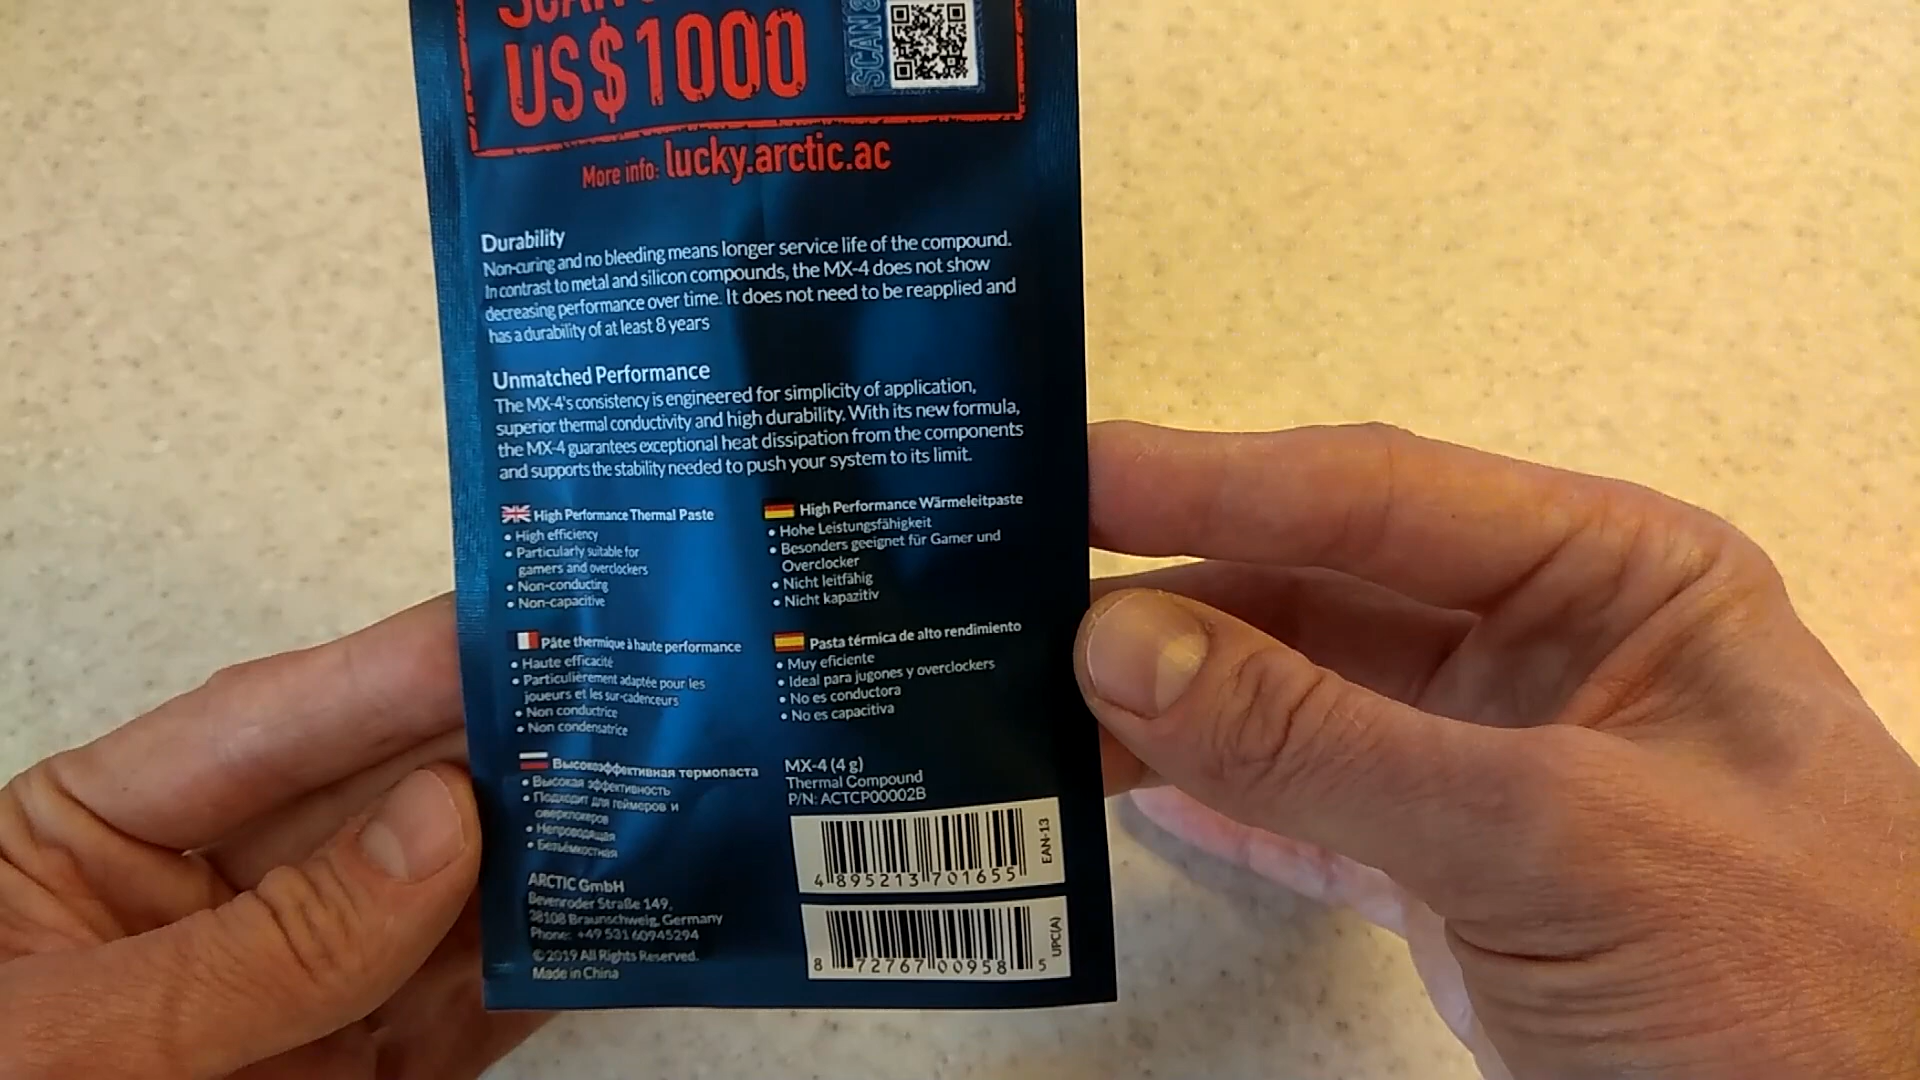 US$1000
SCAN
More info: lucky.arctic.ac
Durability
Non-curing and no bleeding means longer service life of the compound.
In contrast to metal and silicon compounds, the MX-4 does not show
decreasing performance over time. It does not need to be reapplied and
has a durability of at least 8 years
Unmatched Performance
The MX-4's consistency is engineered for simplicity of application,
superior thermal conductivity and high durability. With its new formula,
the MX-4 guarantees exceptional heat dissipation from the components
and supports the stability needed to push your system to its limit.
High Performance Thermal Paste
• High efficiency
• Particularly suitable for
gamers and overclockers
• Non-conducting
• Non-capacitive
High Performance Wärmeleitpaste
• Hohe Leistungsfähigkeit
• Besonders geeignet für Gamer und
Overclocker
• Nicht leitfähig
• Nicht kapazitiv
Pâte thermique à haute performance
• Haute efficacité
• Particulièrement adaptée pour les
joueurs et les sur-cadenceurs
• Non conductrice
• Non condensatrice
Pasta térmica de alto rendimiento
• Muy eficiente
• Ideal para jugones y overclockers
• No es conductora
• No es capacitiva
Высокоэффективная термопаста
• Высокая эффективность
• Подходит для геймеров и
оверклокеров
• Непроводящая
• Безъёмкостная
MX-4 (4 g)
Thermal Compound
P/N: ACTCP00002B
4 895213 701655
EAN-13
8 72767 00958 5
UPC(A)
ARCTIC GmbH
Bevenroder Straße 149,
38108 Braunschweig, Germany
Phone: +49 531 60945294
©2019 All Rights Reserved.
Made in China